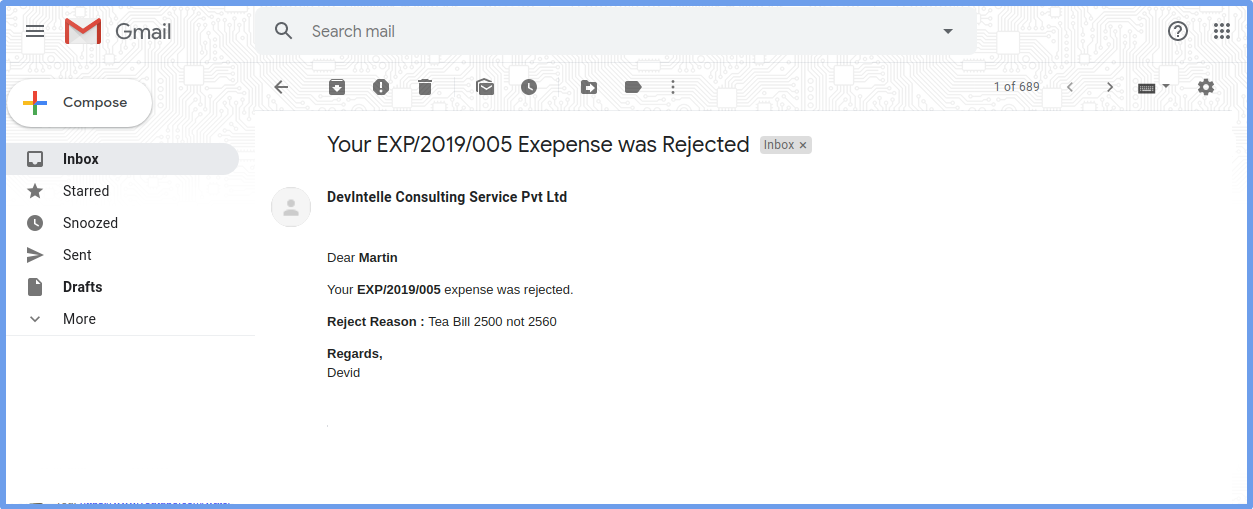 Gmail
Search mail
Compose
1 of 689
Inbox
Starred
Snoozed
Sent
Drafts
More
Your EXP/2019/005 Exepense was Rejected Inbox ×
DevIntelle Consulting Service Pvt Ltd
Dear Martin
Your EXP/2019/005 expense was rejected.
Reject Reason : Tea Bill 2500 not 2560
Regards,
Devid